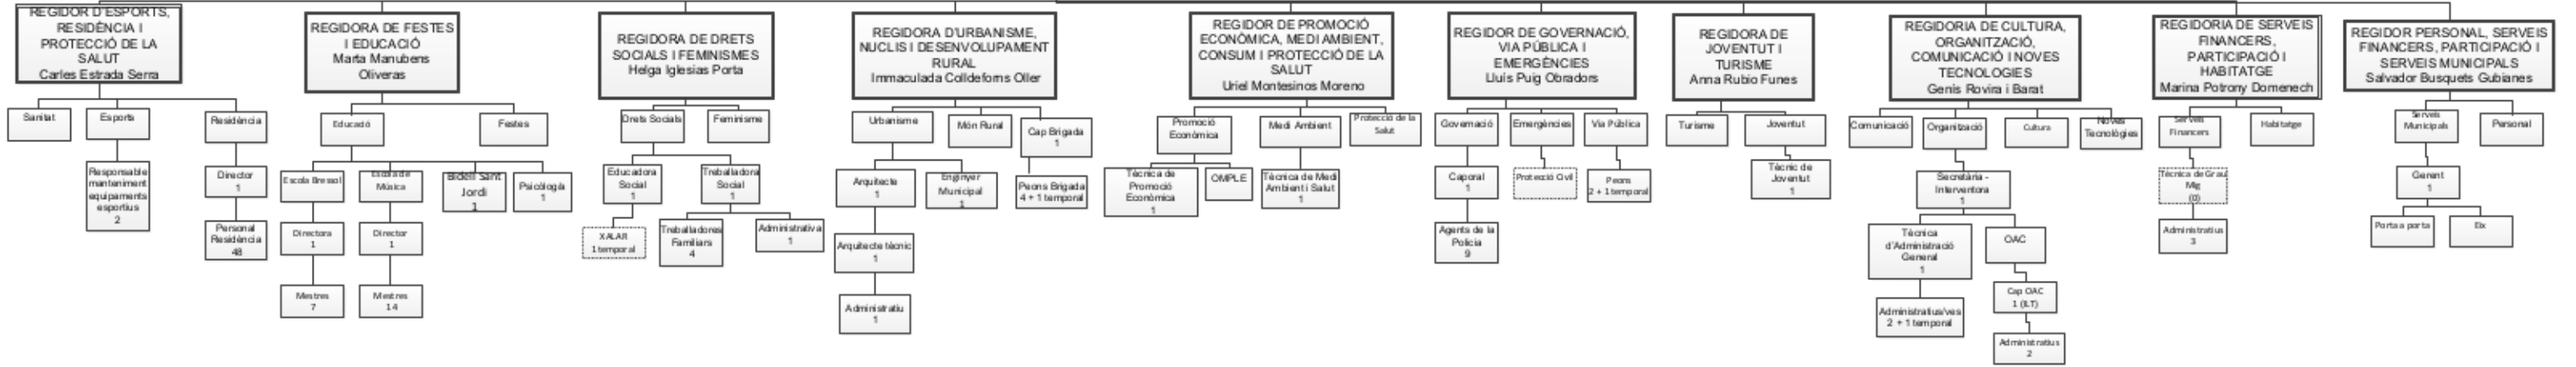 REGIDOR D'ESPORTS,
RESIDÈNCIA I
PROTECCIÓ DE LA
SALUT
Carles Estrada Serra
Sanitat
Esports
Residència
Responsable
manteniment
equipaments
esportius
2
Director
1
Personal
Residència
48
REGIDORA DE FESTES
I EDUCACIÓ
Marta Manubens
Oliveras
Educació
Festes
Escola Bressol
Escola de
Música
Bidell Sant
Jordi
1
Psicòloga
1
Directora
1
Director
1
Mestres
7
Mestres
14
REGIDORA DE DRETS
SOCIALS I FEMINISMES
Helga Iglesias Porta
Drets Socials
Feminisme
Educadora
Social
1
Treballadora
Social
1
XALAR
1 temporal
Treballadores
Familiars
4
Administrativa
1
REGIDORA D'URBANISME,
NUCLIS I DESENVOLUPAMENT
RURAL
Immaculada Colldeforns Oller
Urbanisme
Món Rural
Cap Brigada
1
Arquitecte
1
Enginyer
Municipal
1
Peons Brigada
4 + 1 temporal
Arquitecte tècnic
1
Administratiu
1
REGIDOR DE PROMOCIÓ
ECONÒMICA, MEDI AMBIENT,
CONSUM I PROTECCIÓ DE LA
SALUT
Uriel Montesinos Moreno
Promoció
Econòmica
Medi Ambient
Protecció de la
Salut
Tècnica de
Promoció
Econòmica
1
OMPLE
Tècnica de Medi
Ambient i Salut
1
REGIDOR DE GOVERNACIÓ,
VIA PÚBLICA I
EMERGÈNCIES
Lluís Puig Obradors
Governació
Emergències
Via Pública
Caporal
1
Protecció Civil
Peons
2 + 1 temporal
Agents de la
Policia
9
REGIDORA DE
JOVENTUT I
TURISME
Anna Rubio Funes
Turisme
Joventut
Tècnic de
Joventut
1
REGIDORIA DE CULTURA,
ORGANTITZACIÓ,
COMUNICACIÓ I NOVES
TECNOLOGIES
Genís Rovira i Barat
Comunicació
Organització
Cultura
Noves
Tecnològies
Secretària -
Interventora
1
Tècnica
d'Administració
General
1
OAC
Cap OAC
1 (ILT)
Administratius/ves
2 + 1 temporal
Administratius
2
REGIDORIA DE SERVEIS
FINANCERS,
PARTICIPACIÓ I
HABITATGE
Marina Potrony Domenech
Serveis
Financers
Habitatge
Tècnica de Grau
Mig
(0)
Administratius
3
REGIDOR PERSONAL, SERVEIS
FINANCERS, PARTICIPACIÓ I
SERVEIS MUNICIPALS
Salvador Busquets Gubianes
Serveis
Municipals
Personal
Gerent
1
Porta a porta
Eix